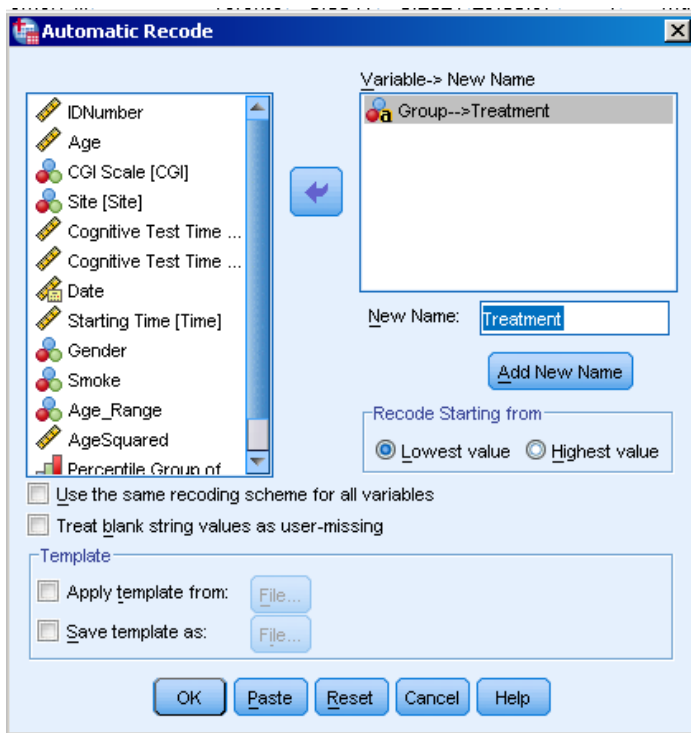 Automatic Recode
IDNumber
Age
CGI Scale [CGI]
Site [Site]
Cognitive Test Time ...
Cognitive Test Time ...
Date
Starting Time [Time]
Gender
Smoke
Age_Range
AgeSquared
Percentile Group of
Variable-> New Name
a Group-->Treatment
New Name: Treatment
Add New Name
Recode Starting from
Lowest value Highest value
Use the same recoding scheme for all variables
Treat blank string values as user-missing
Template
Apply template from: File...
Save template as: File...
OK Paste Reset Cancel Help